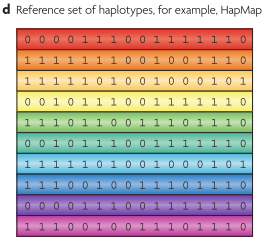 d Reference set of haplotypes, for example, HapMap
0 0 0 0 1 1 1 0 0 1 1 1 1 1 1 0
1 1 1 1 1 1 1 0 0 1 0 0 1 1 1 0
1 1 1 1 1 0 1 0 0 1 0 0 0 1 0 1
0 0 1 0 1 1 1 0 0 1 1 1 1 1 1 0
1 1 1 0 1 1 0 0 1 1 1 0 1 1 1 0
0 0 1 0 1 1 1 0 0 1 1 1 1 1 1 0
1 1 1 1 1 0 1 0 0 1 0 0 0 1 0 1
1 1 1 0 0 1 0 0 1 1 1 0 1 1 1 0
0 0 0 0 1 1 1 0 0 1 1 1 1 1 1 0
1 1 1 0 0 1 0 0 1 1 1 0 1 1 1 0